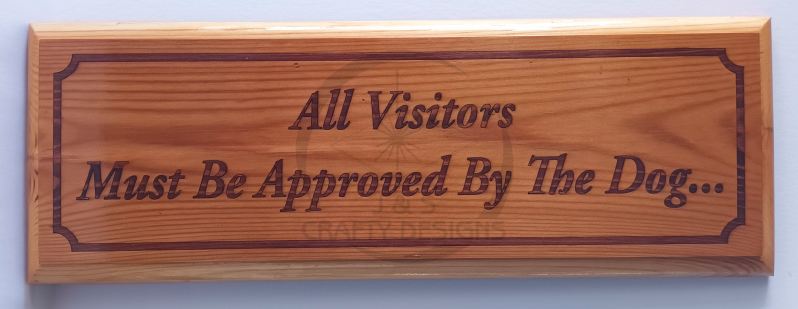 All Visitors
Must Be Approved By The Dog...
CRAFTY DESIGNS